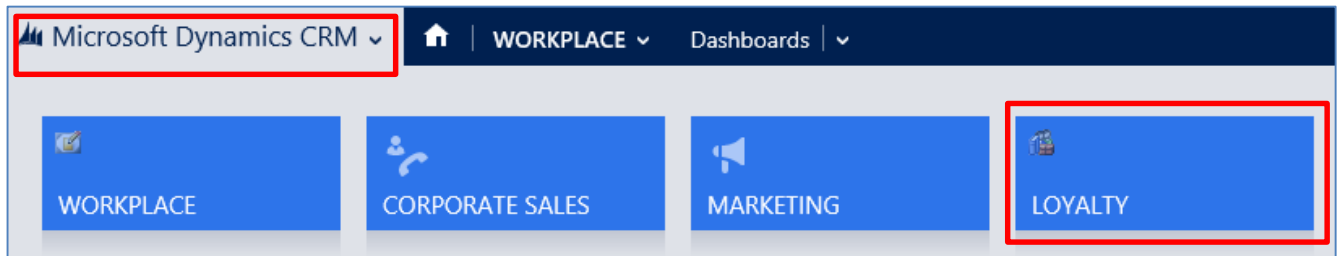 Microsoft Dynamics CRM WORKPLACE Dashboards
WORKPLACE CORPORATE SALES MARKETING LOYALTY